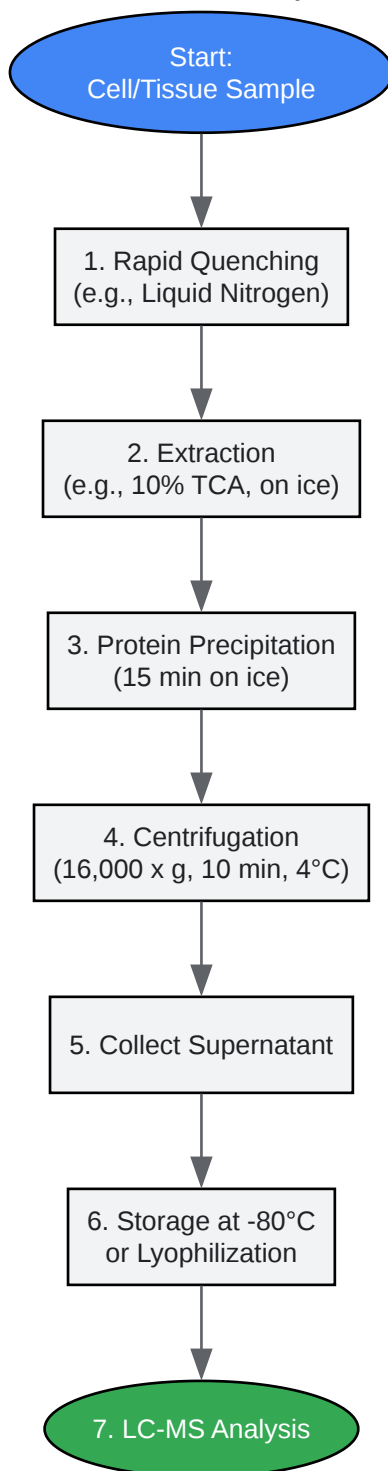 Start:
Cell/Tissue Sample
1. Rapid Quenching
(e.g., Liquid Nitrogen)
2. Extraction
(e.g., 10% TCA, on ice)
3. Protein Precipitation
(15 min on ice)
4. Centrifugation
(16,000 x g, 10 min, 4°C)
5. Collect Supernatant
6. Storage at -80°C
or Lyophilization
7. LC-MS Analysis